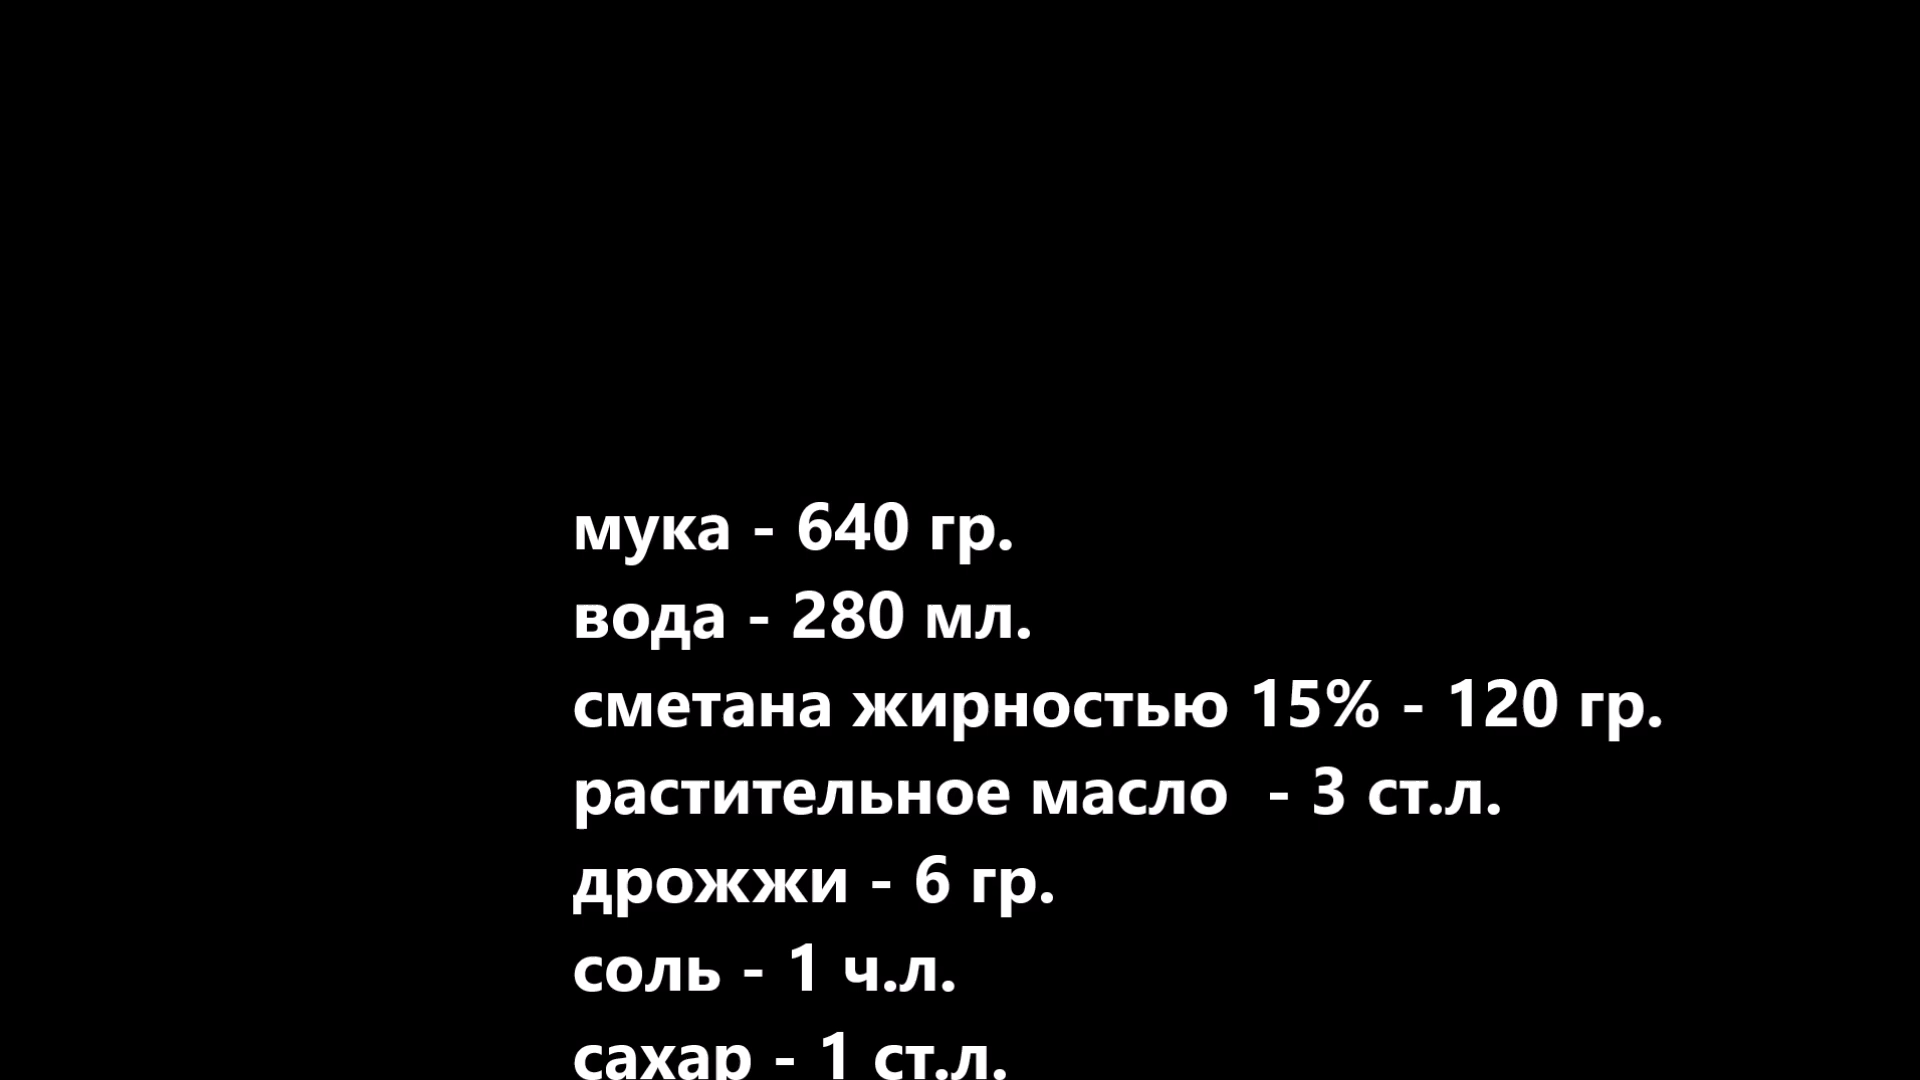 мука - 640 гр.
вода - 280 мл.
сметана жирностью 15% - 120 гр.
растительное масло  - 3 ст.л.
дрожжи - 6 гр.
соль - 1 ч.л.
сахар - 1 ст.л.